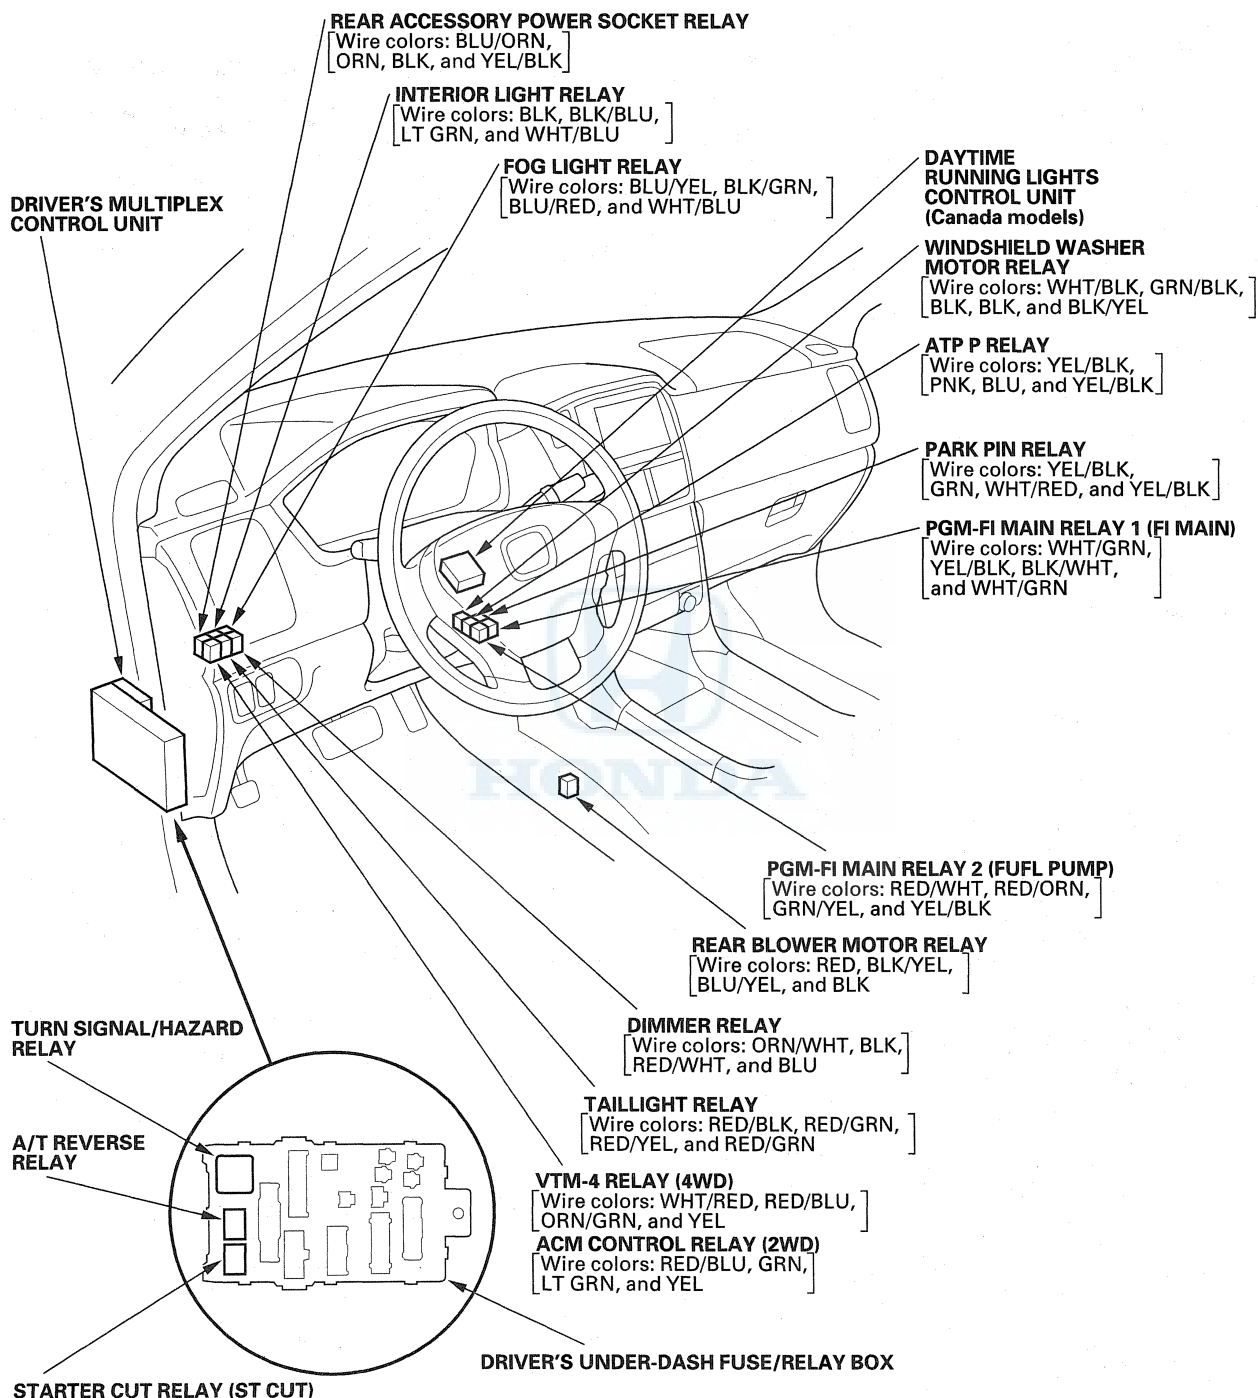 REAR ACCESSORY POWER SOCKET RELAY
[Wire colors: BLU/ORN,
ORN, BLK, and YEL/BLK]
INTERIOR LIGHT RELAY
[Wire colors: BLK, BLK/BLU,
LT GRN, and WHT/BLU]
FOG LIGHT RELAY
[Wire colors: BLU/YEL, BLK/GRN,
BLU/RED, and WHT/BLU]
DRIVER'S MULTIPLEX
CONTROL UNIT
DAYTIME
RUNNING LIGHTS
CONTROL UNIT
(Canada models)
WINDSHIELD WASHER
MOTOR RELAY
[Wire colors: WHT/BLK, GRN/BLK,
BLK, BLK, and BLK/YEL]
ATP P RELAY
[Wire colors: YEL/BLK,
PNK, BLU, and YEL/BLK]
PARK PIN RELAY
[Wire colors: YEL/BLK,
GRN, WHT/RED, and YEL/BLK]
PGM-FI MAIN RELAY 1 (FI MAIN)
[Wire colors: WHT/GRN,
YEL/BLK, BLK/WHT,
and WHT/GRN]
HONDA
PGM-FI MAIN RELAY 2 (FUFL PUMP)
[Wire colors: RED/WHT, RED/ORN,
GRN/YEL, and YEL/BLK]
REAR BLOWER MOTOR RELAY
[Wire colors: RED, BLK/YEL,
BLU/YEL, and BLK]
DIMMER RELAY
[Wire colors: ORN/WHT, BLK,
RED/WHT, and BLU]
TAILLIGHT RELAY
[Wire colors: RED/BLK, RED/GRN,
RED/YEL, and RED/GRN]
VTM-4 RELAY (4WD)
[Wire colors: WHT/RED, RED/BLU,
ORN/GRN, and YEL]
ACM CONTROL RELAY (2WD)
[Wire colors: RED/BLU, GRN,
LT GRN, and YEL]
TURN SIGNAL/HAZARD
RELAY
A/T REVERSE
RELAY
DRIVER'S UNDER-DASH FUSE/RELAY BOX
STARTER CUT RELAY (ST CUT)